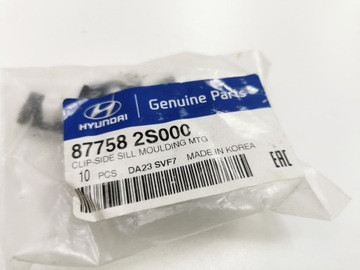 HYUNDAI
Genuine Parts
87758 2S000
CLIP-SIDE SILL MOULDING MTG
10 PCS DA23 SVF7 MADE IN KOREA
EAC